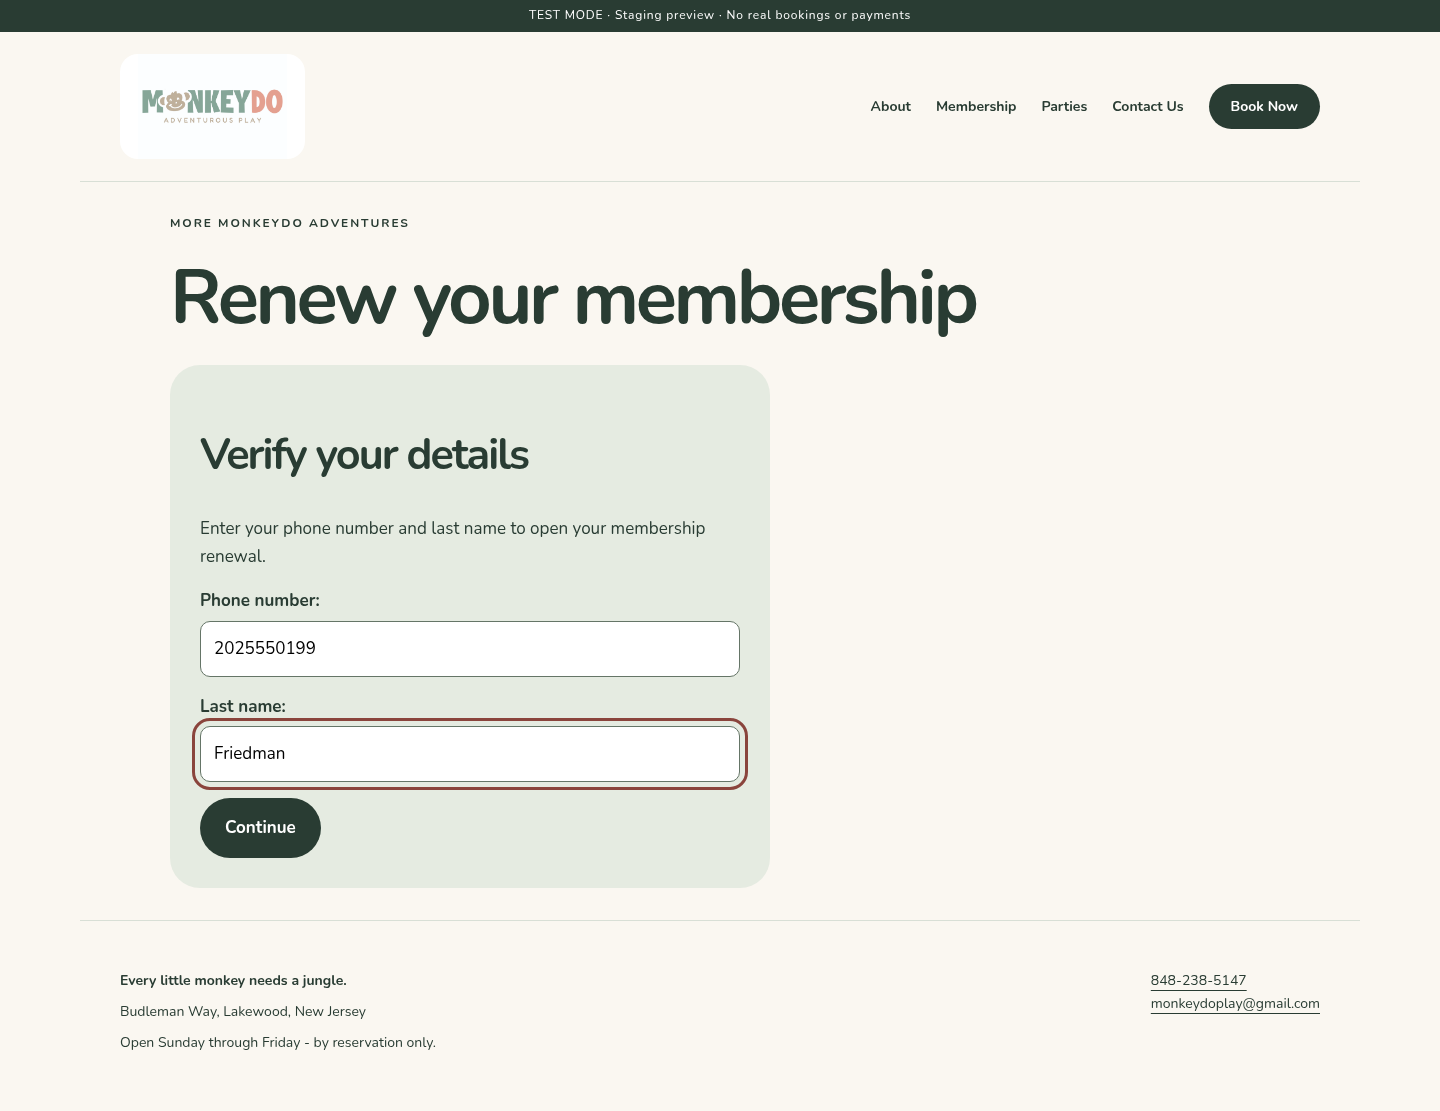 TEST MODE · Staging preview · No real bookings or payments
MONKEYDO
ADVENTUROUS PLAY
About
Membership
Parties
Contact Us
Book Now
MORE MONKEYDO ADVENTURES
Renew your membership
Verify your details
Enter your phone number and last name to open your membership
renewal.
Phone number:
2025550199
Last name:
Friedman
Continue
Every little monkey needs a jungle.
Budleman Way, Lakewood, New Jersey
Open Sunday through Friday - by reservation only.
848-238-5147
monkeydoplay@gmail.com